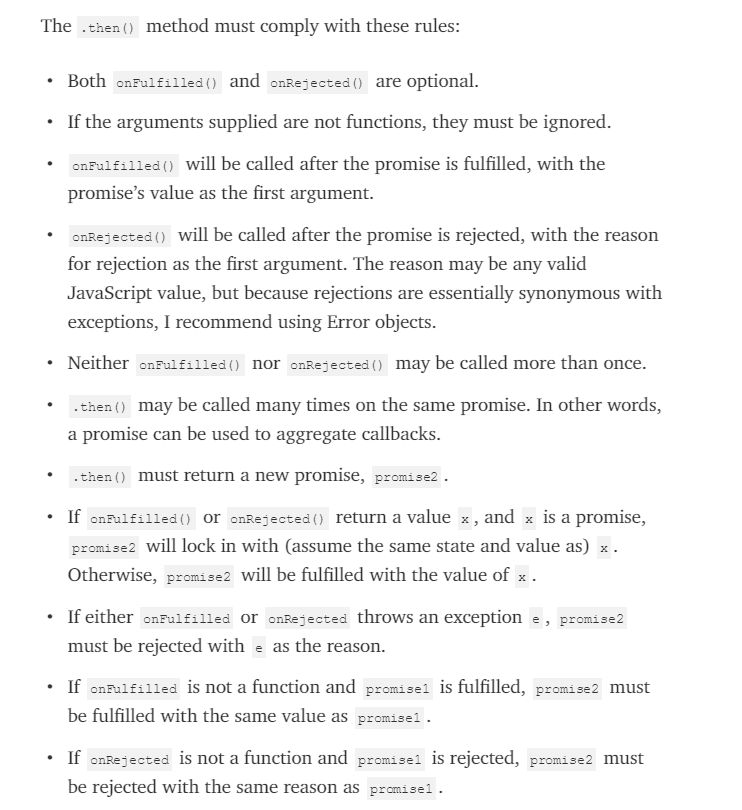 The .then() method must comply with these rules:
• Both onFulfilled() and onRejected() are optional.
• If the arguments supplied are not functions, they must be ignored.
• onFulfilled() will be called after the promise is fulfilled, with the
promise’s value as the first argument.
• onRejected() will be called after the promise is rejected, with the reason
for rejection as the first argument. The reason may be any valid
JavaScript value, but because rejections are essentially synonymous with
exceptions, I recommend using Error objects.
• Neither onFulfilled() nor onRejected() may be called more than once.
• .then() may be called many times on the same promise. In other words,
a promise can be used to aggregate callbacks.
• .then() must return a new promise, promise2 .
• If onFulfilled() or onRejected() return a value x , and x is a promise,
promise2 will lock in with (assume the same state and value as) x .
Otherwise, promise2 will be fulfilled with the value of x .
• If either onFulfilled or onRejected throws an exception e , promise2
must be rejected with e as the reason.
• If onFulfilled is not a function and promise1 is fulfilled, promise2 must
be fulfilled with the same value as promise1 .
• If onRejected is not a function and promise1 is rejected, promise2 must
be rejected with the same reason as promise1 .